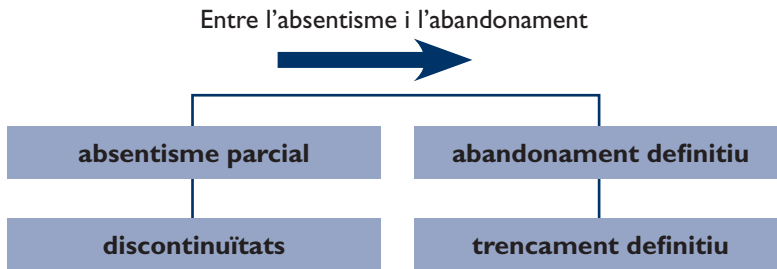 Entre l'absentisme i l'abandonament
absentisme parcial
abandonament definitiu
discontinuïtats
trencament definitiu